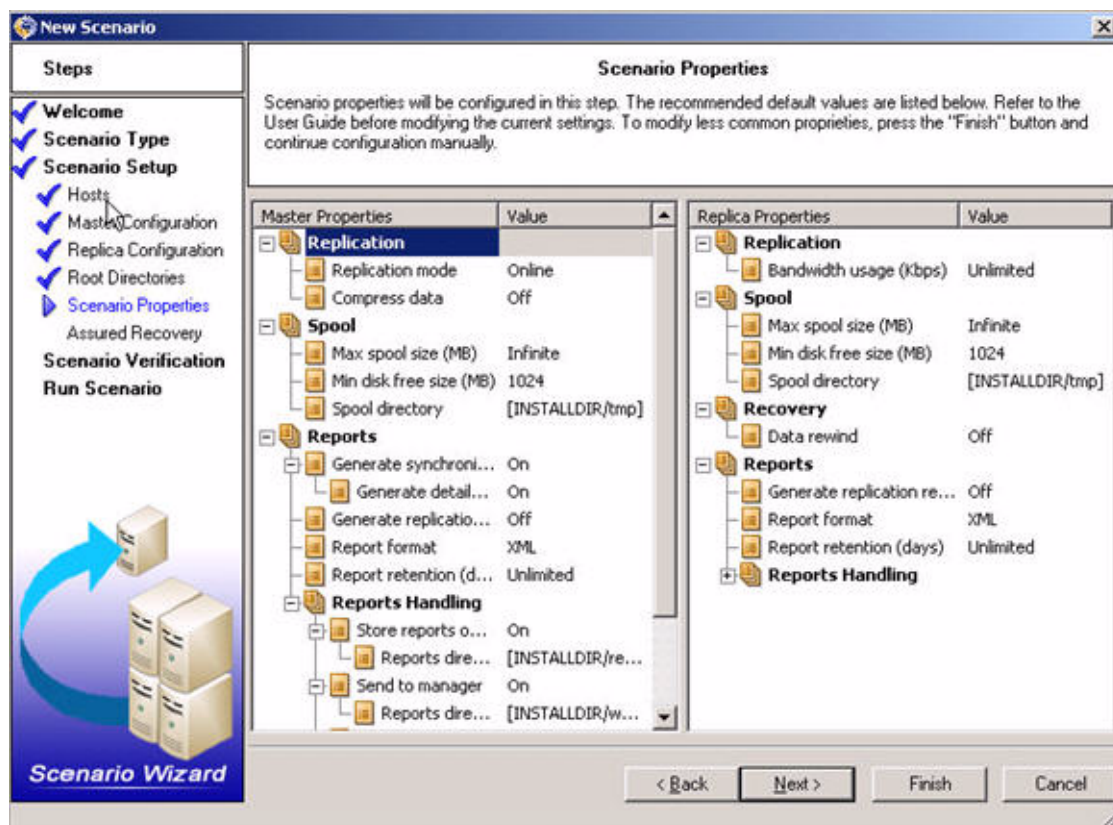 New Scenario
Steps
Welcome
Scenario Type
Scenario Setup
Hosts
Master Configuration
Replica Configuration
Root Directories
Scenario Properties
Assured Recovery
Scenario Verification
Run Scenario
Scenario Wizard
Scenario Properties
Scenario properties will be configured in this step. The recommended default values are listed below. Refer to the
User Guide before modifying the current settings. To modify less common proprieties, press the "Finish" button and
continue configuration manually.
Master Properties Value
Replication
Replication mode Online
Compress data Off
Spool
Max spool size (MB) Infinite
Min disk free size (MB) 1024
Spool directory [INSTALLDIR/tmp]
Reports
Generate synchroni... On
Generate detail... On
Generate replicatio... Off
Report format XML
Report retention (d... Unlimited
Reports Handling
Store reports o... On
Reports dire... [INSTALLDIR/re...
Send to manager On
Reports dire... [INSTALLDIR/w...
Replica Properties Value
Replication
Bandwidth usage (Kbps) Unlimited
Spool
Max spool size (MB) Infinite
Min disk free size (MB) 1024
Spool directory [INSTALLDIR/tmp]
Recovery
Data rewind Off
Reports
Generate replication re... Off
Report format XML
Report retention (days) Unlimited
Reports Handling
< Back Next > Finish Cancel